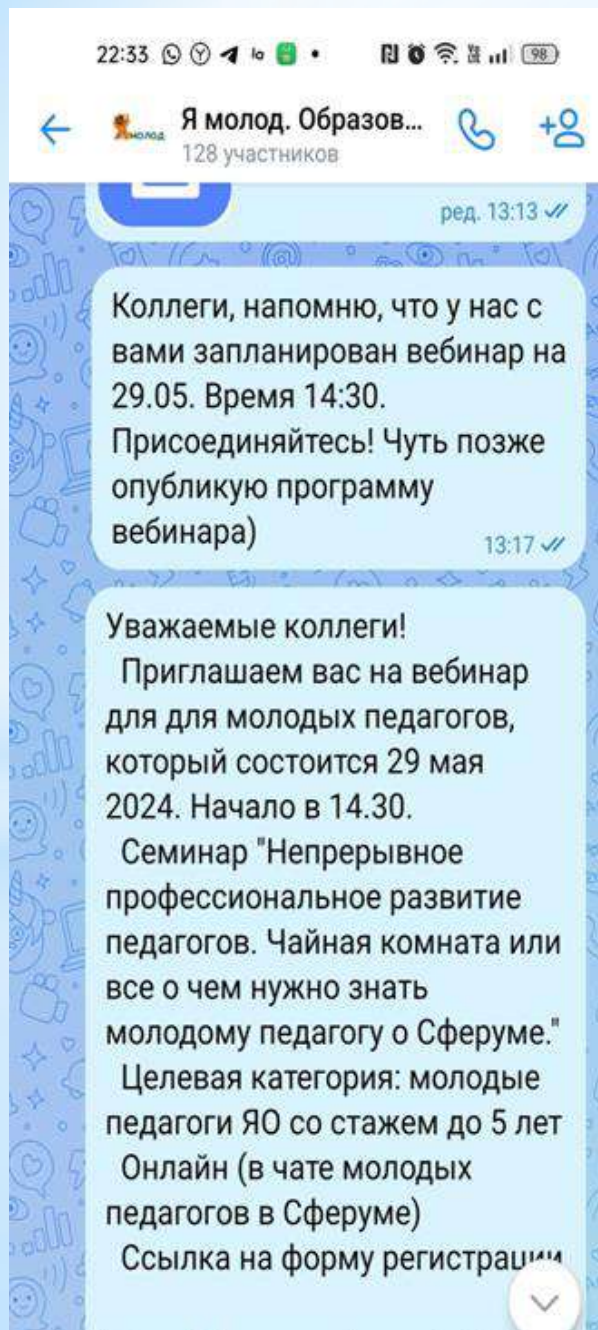 22:33
98
Я молод. Образов...
128 участников
ред. 13:13
Коллеги, напомню, что у нас с
вами запланирован вебинар на
29.05. Время 14:30.
Присоединяйтесь! Чуть позже
опубликую программу
вебинара)
13:17
Уважаемые коллеги!
Приглашаем вас на вебинар
для для молодых педагогов,
который состоится 29 мая
2024. Начало в 14.30.
Семинар "Непрерывное
профессиональное развитие
педагогов. Чайная комната или
все о чем нужно знать
молодому педагогу о Сферуме."
Целевая категория: молодые
педагоги ЯО со стажем до 5 лет
Онлайн (в чате молодых
педагогов в Сферуме)
Ссылка на форму регистрации